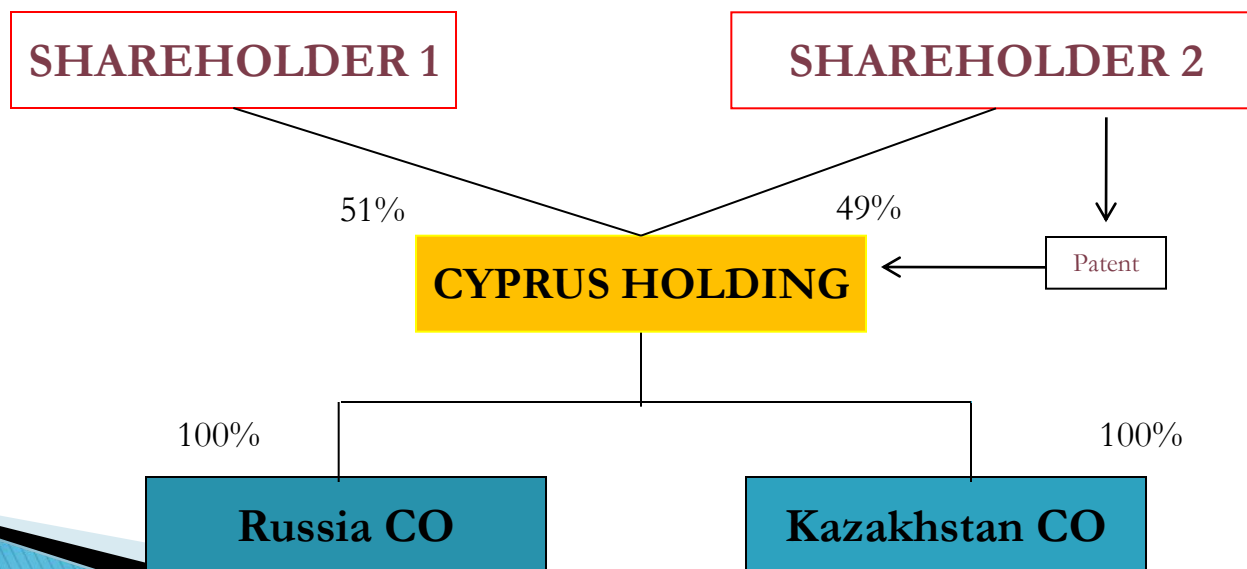 SHAREHOLDER 1
SHAREHOLDER 2
51%
49%
CYPRUS HOLDING
Patent
100%
100%
Russia CO
Kazakhstan CO